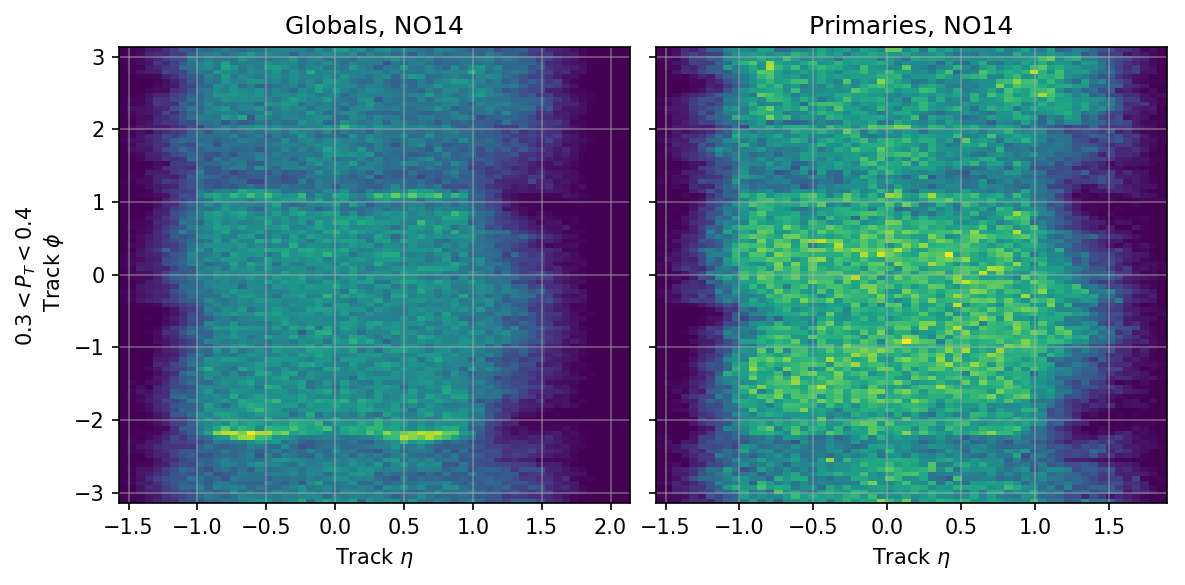 Globals, NO14
Primaries, NO14
0.3 < P_T < 0.4
Track ϕ
3
2
1
0
−1
−2
−3
−1.5 −1.0 −0.5 0.0 0.5 1.0 1.5 2.0
−1.5 −1.0 −0.5 0.0 0.5 1.0 1.5
Track η
Track η